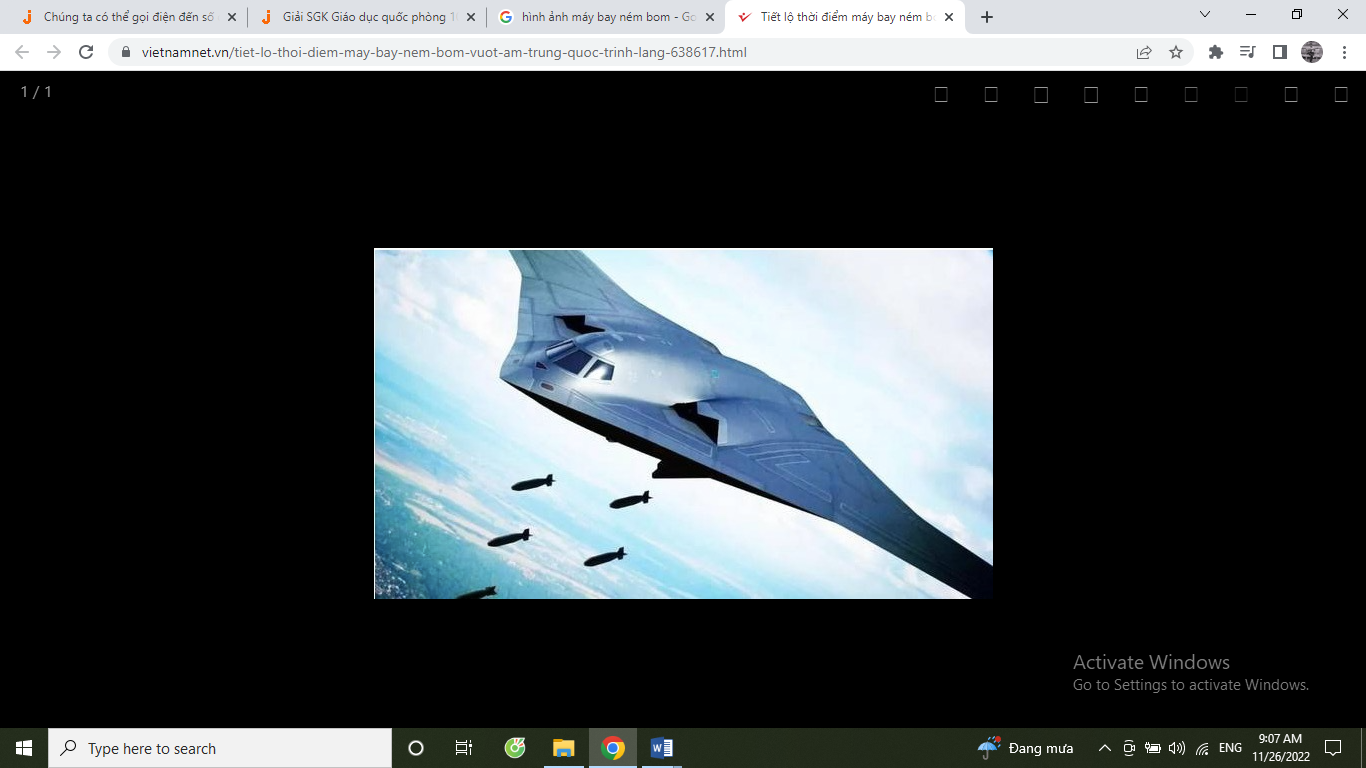 Chúng ta có thể gọi điện đến số
Giải SGK Giáo dục quốc phòng 1
hình ảnh máy bay ném bom - Go
Tiết lộ thời điểm máy bay ném b
vietnamnet.vn/tiet-lo-thoi-diem-may-bay-nem-bom-vuot-am-trung-quoc-trinh-lang-638617.html
1 / 1
Activate Windows
Go to Settings to activate Windows.
Type here to search
Đang mưa
ENG
9:07 AM
11/26/2022